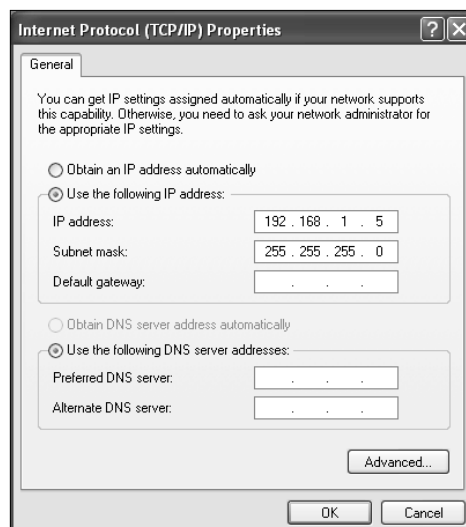 Internet Protocol (TCP/IP) Properties
General
You can get IP settings assigned automatically if your network supports
this capability. Otherwise, you need to ask your network administrator for
the appropriate IP settings.
Obtain an IP address automatically
Use the following IP address:
IP address: 192 . 168 . 1 . 5
Subnet mask: 255 . 255 . 255 . 0
Default gateway: . . .
Obtain DNS server address automatically
Use the following DNS server addresses:
Preferred DNS server: . . .
Alternate DNS server: . . .
Advanced...
OK Cancel